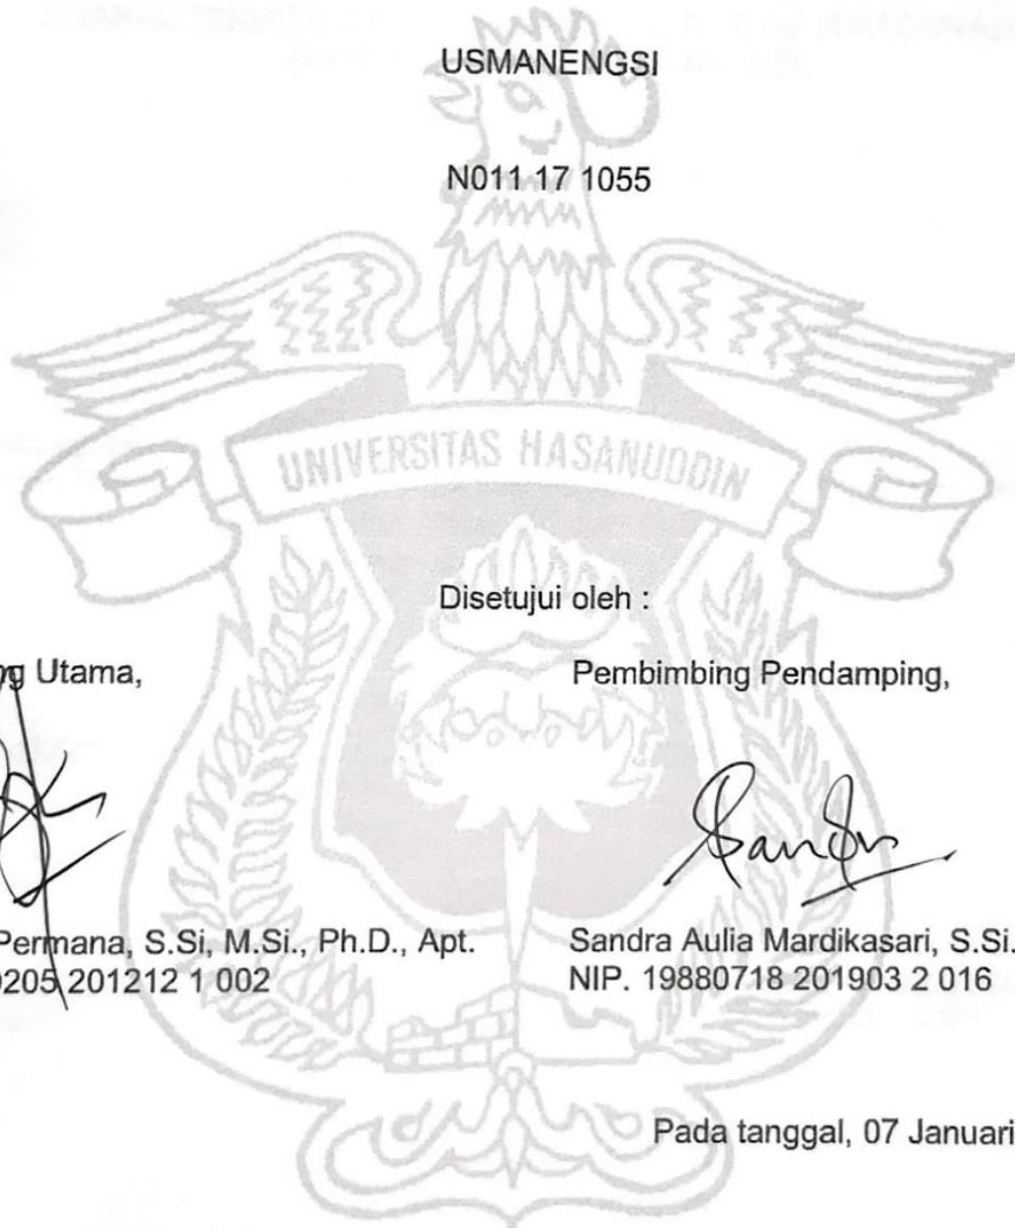 USMANENGSI
N011 17 1055
UNIVERSITAS HASANUDDIN
Disetujui oleh :
Utama,
Pembimbing Pendamping,
Permana, S.Si, M.Si., Ph.D., Apt.
Sandra Aulia Mardikasari, S.Si.
0205 201212 1 002
NIP. 19880718 201903 2 016
Pada tanggal, 07 Januari